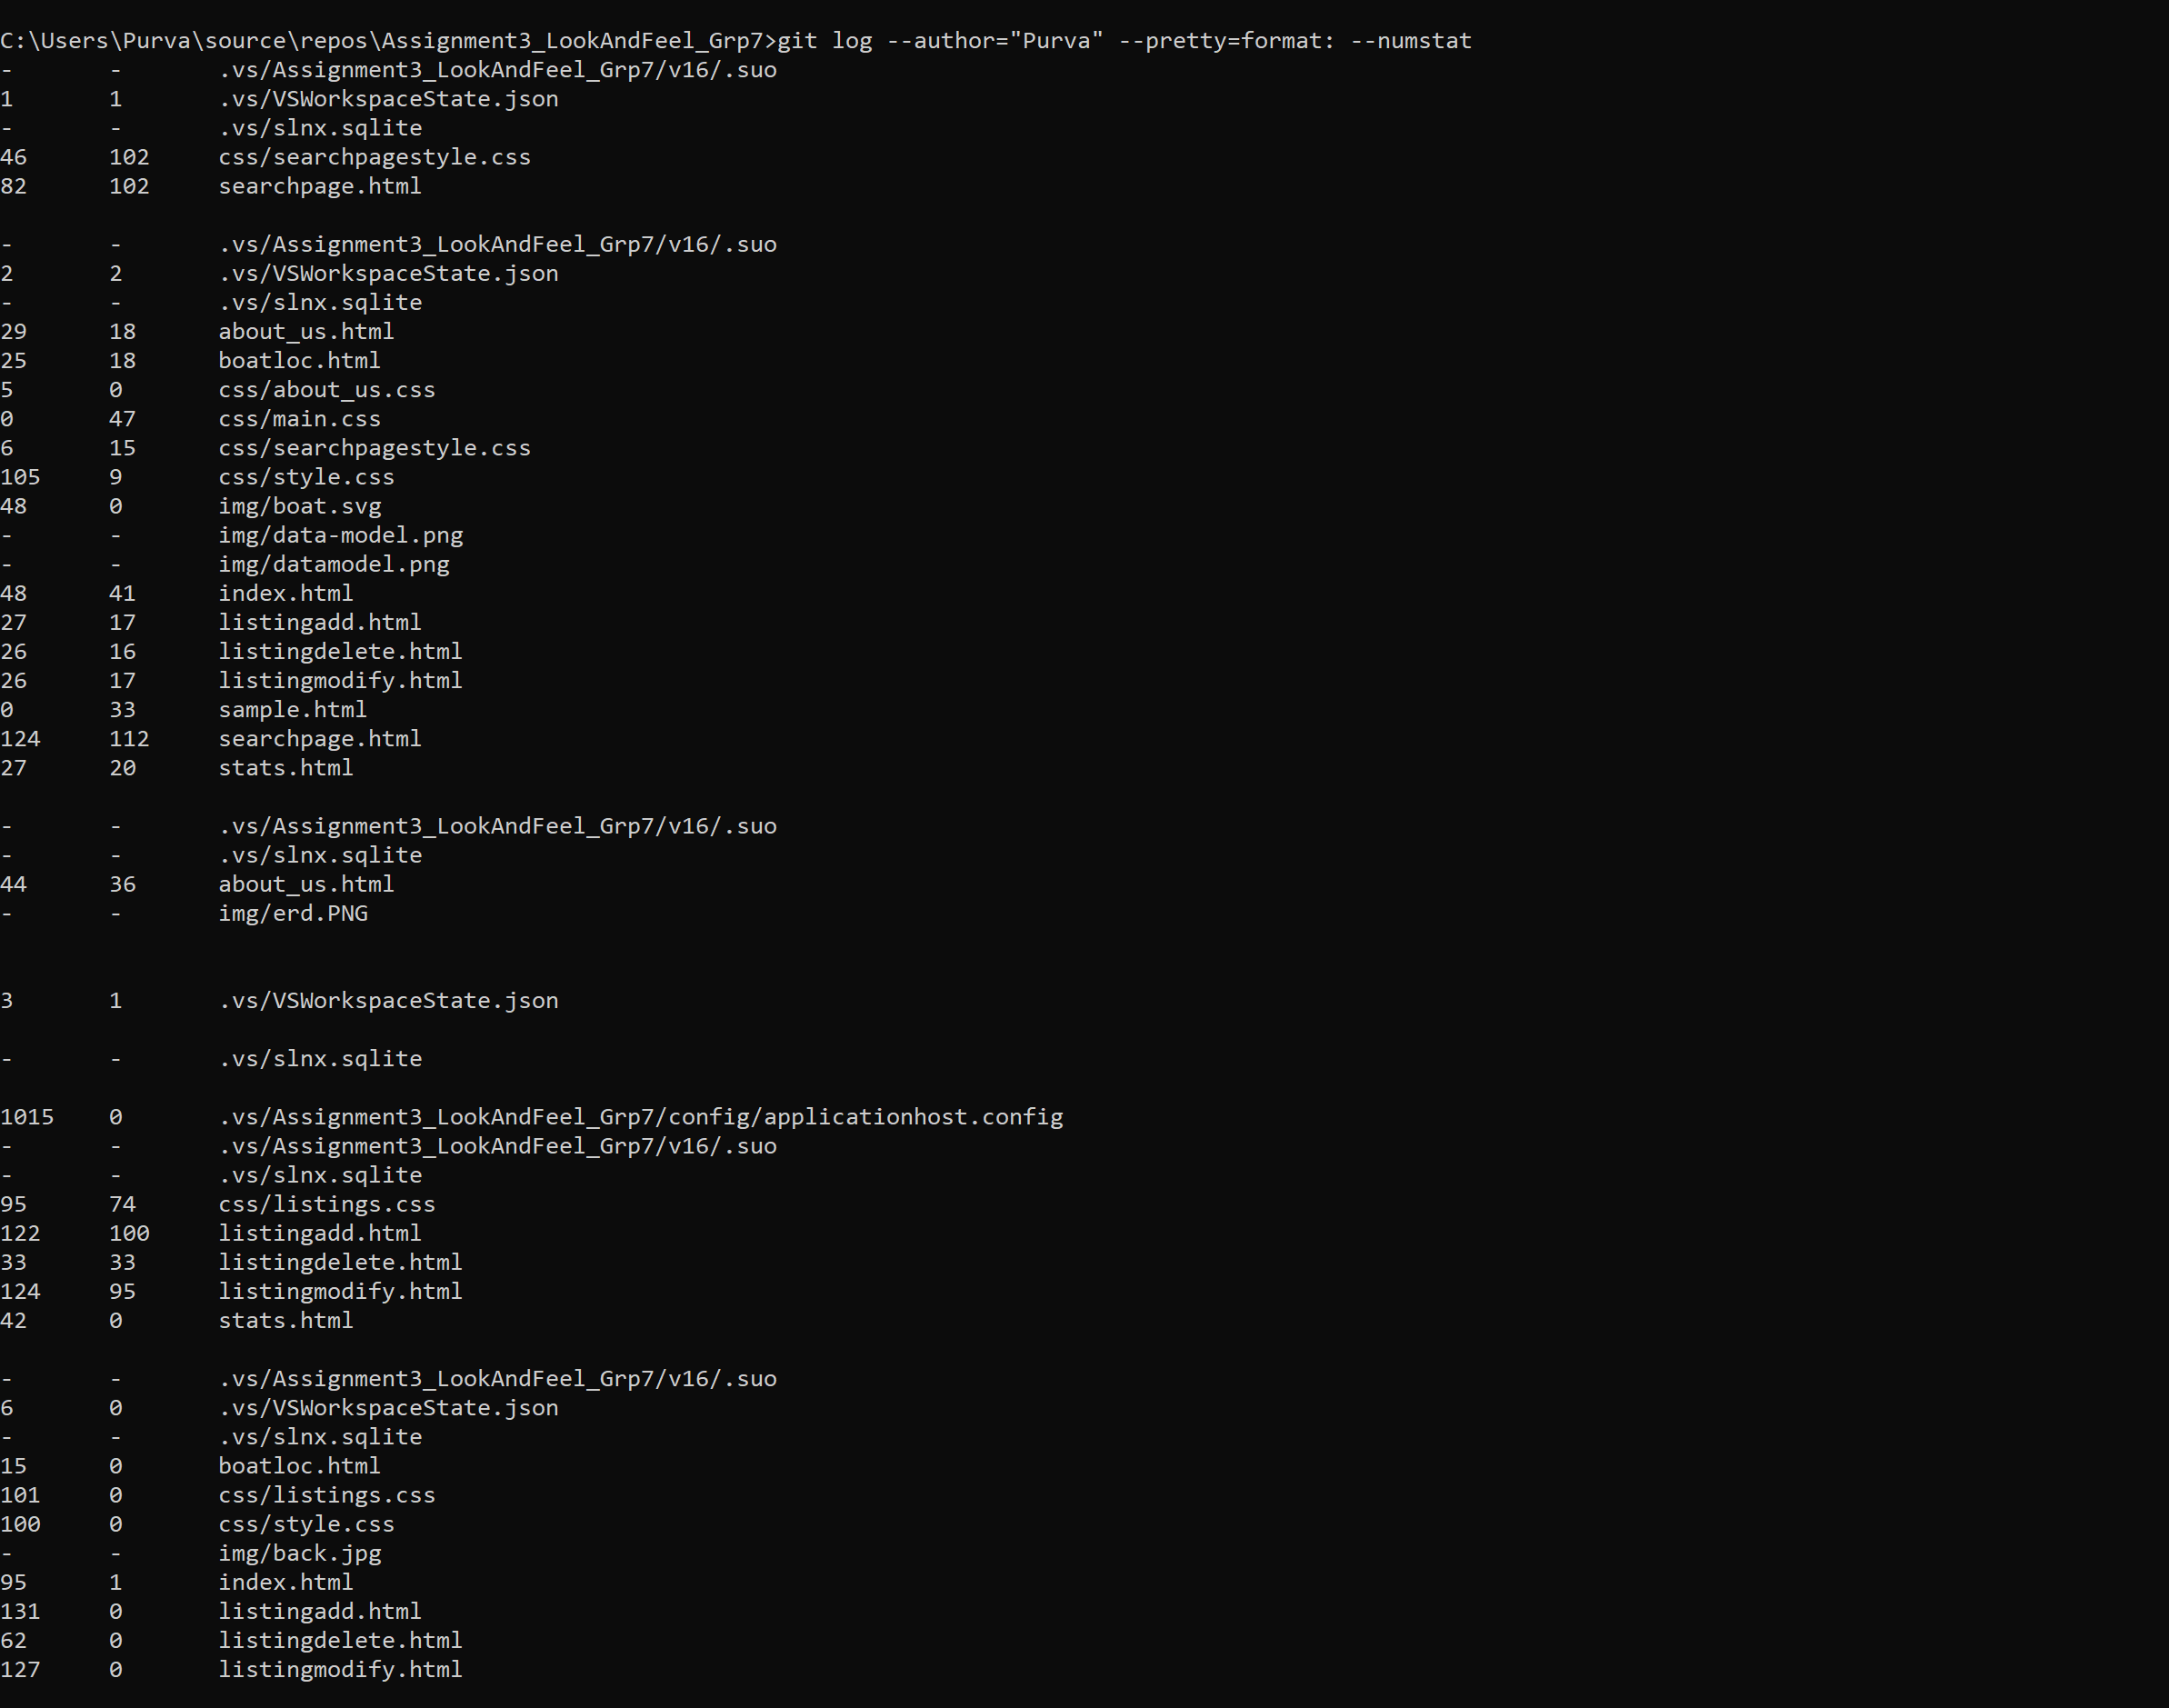 C:\Users\Purva\source\repos\Assignment3_LookAndFeel_Grp7>git log --author="Purva" --pretty=format: --numstat
- - .vs/Assignment3_LookAndFeel_Grp7/v16/.suo
1 1 .vs/VSWorkspaceState.json
- - .vs/slnx.sqlite
46 102 css/searchpagestyle.css
82 102 searchpage.html
- - .vs/Assignment3_LookAndFeel_Grp7/v16/.suo
2 2 .vs/VSWorkspaceState.json
- - .vs/slnx.sqlite
29 18 about_us.html
25 18 boatloc.html
5 0 css/about_us.css
0 47 css/main.css
6 15 css/searchpagestyle.css
105 9 css/style.css
48 0 img/boat.svg
- - img/data-model.png
- - img/datamodel.png
48 41 index.html
27 17 listingadd.html
26 16 listingdelete.html
26 17 listingmodify.html
0 33 sample.html
124 112 searchpage.html
27 20 stats.html
- - .vs/Assignment3_LookAndFeel_Grp7/v16/.suo
- - .vs/slnx.sqlite
44 36 about_us.html
- - img/erd.PNG
3 1 .vs/VSWorkspaceState.json
- - .vs/slnx.sqlite
1015 0 .vs/Assignment3_LookAndFeel_Grp7/config/applicationhost.config
- - .vs/Assignment3_LookAndFeel_Grp7/v16/.suo
- - .vs/slnx.sqlite
95 74 css/listings.css
122 100 listingadd.html
33 33 listingdelete.html
124 95 listingmodify.html
42 0 stats.html
- - .vs/Assignment3_LookAndFeel_Grp7/v16/.suo
6 0 .vs/VSWorkspaceState.json
- - .vs/slnx.sqlite
15 0 boatloc.html
101 0 css/listings.css
100 0 css/style.css
- - img/back.jpg
95 1 index.html
131 0 listingadd.html
62 0 listingdelete.html
127 0 listingmodify.html